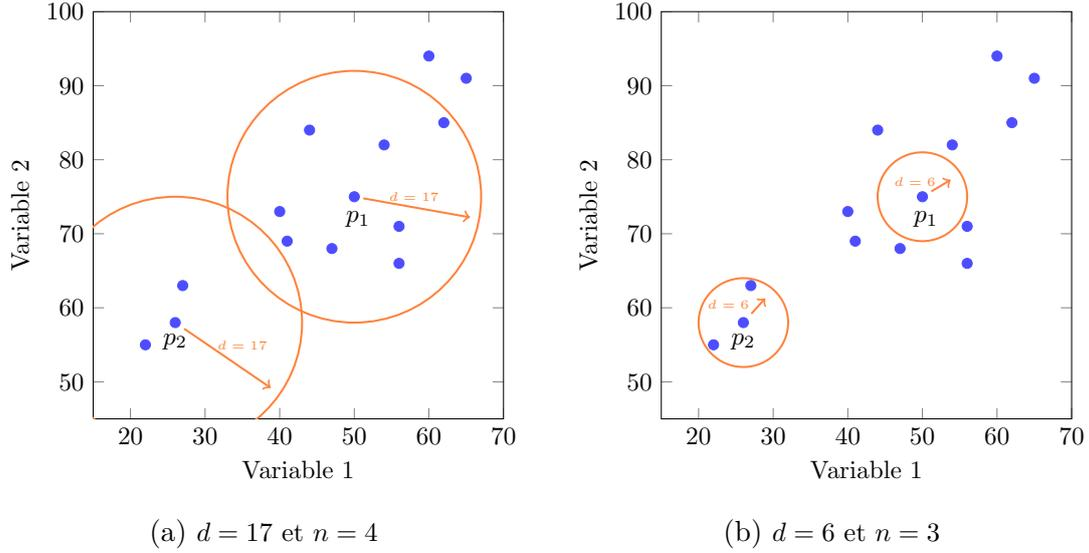 100
90
80
70
60
50
20
30
40
50
60
70
Variable 2
Variable 1
p₁
d = 17
p₂
d = 17
(a) d = 17 et n = 4
100
90
80
70
60
50
20
30
40
50
60
70
Variable 2
Variable 1
d = 6
p₁
d = 6
p₂
(b) d = 6 et n = 3